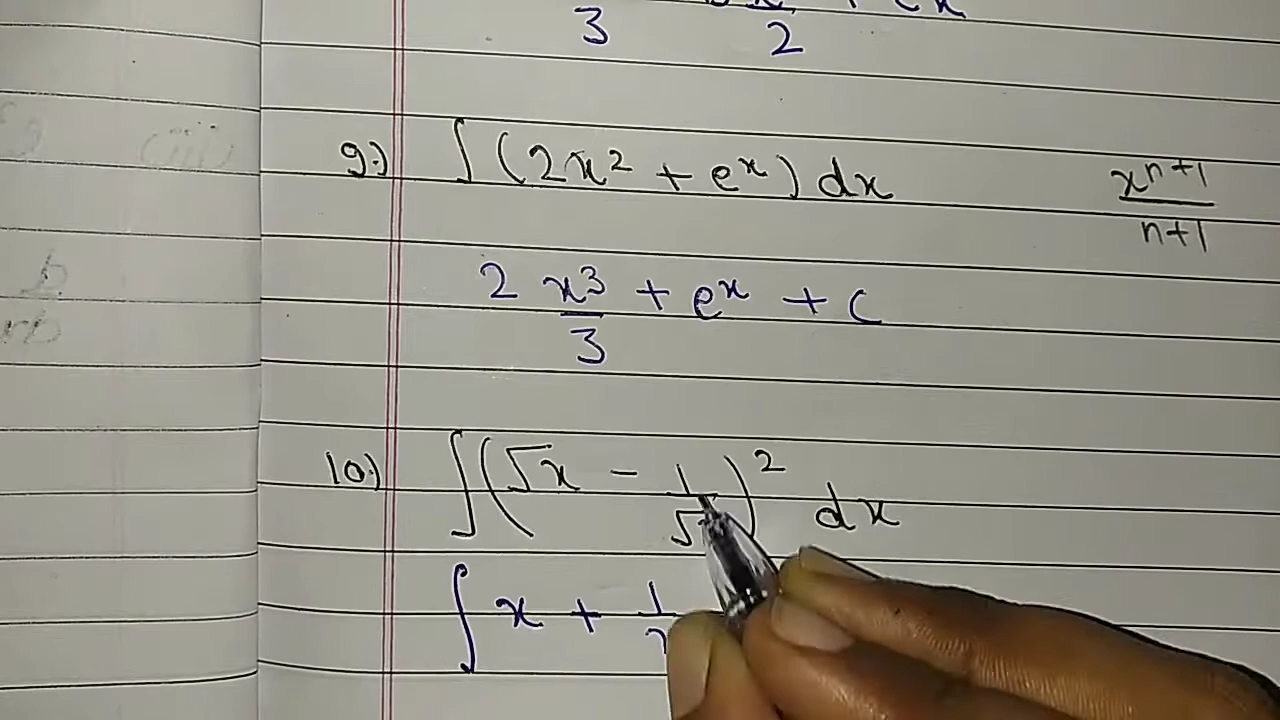 3 2
9.) ∫ (2x² + eˣ) dx xⁿ⁺¹/n+1
2 x³/3 + eˣ + c
b
10.) ∫(√x - 1/√x)² dx
∫ x + 1/x